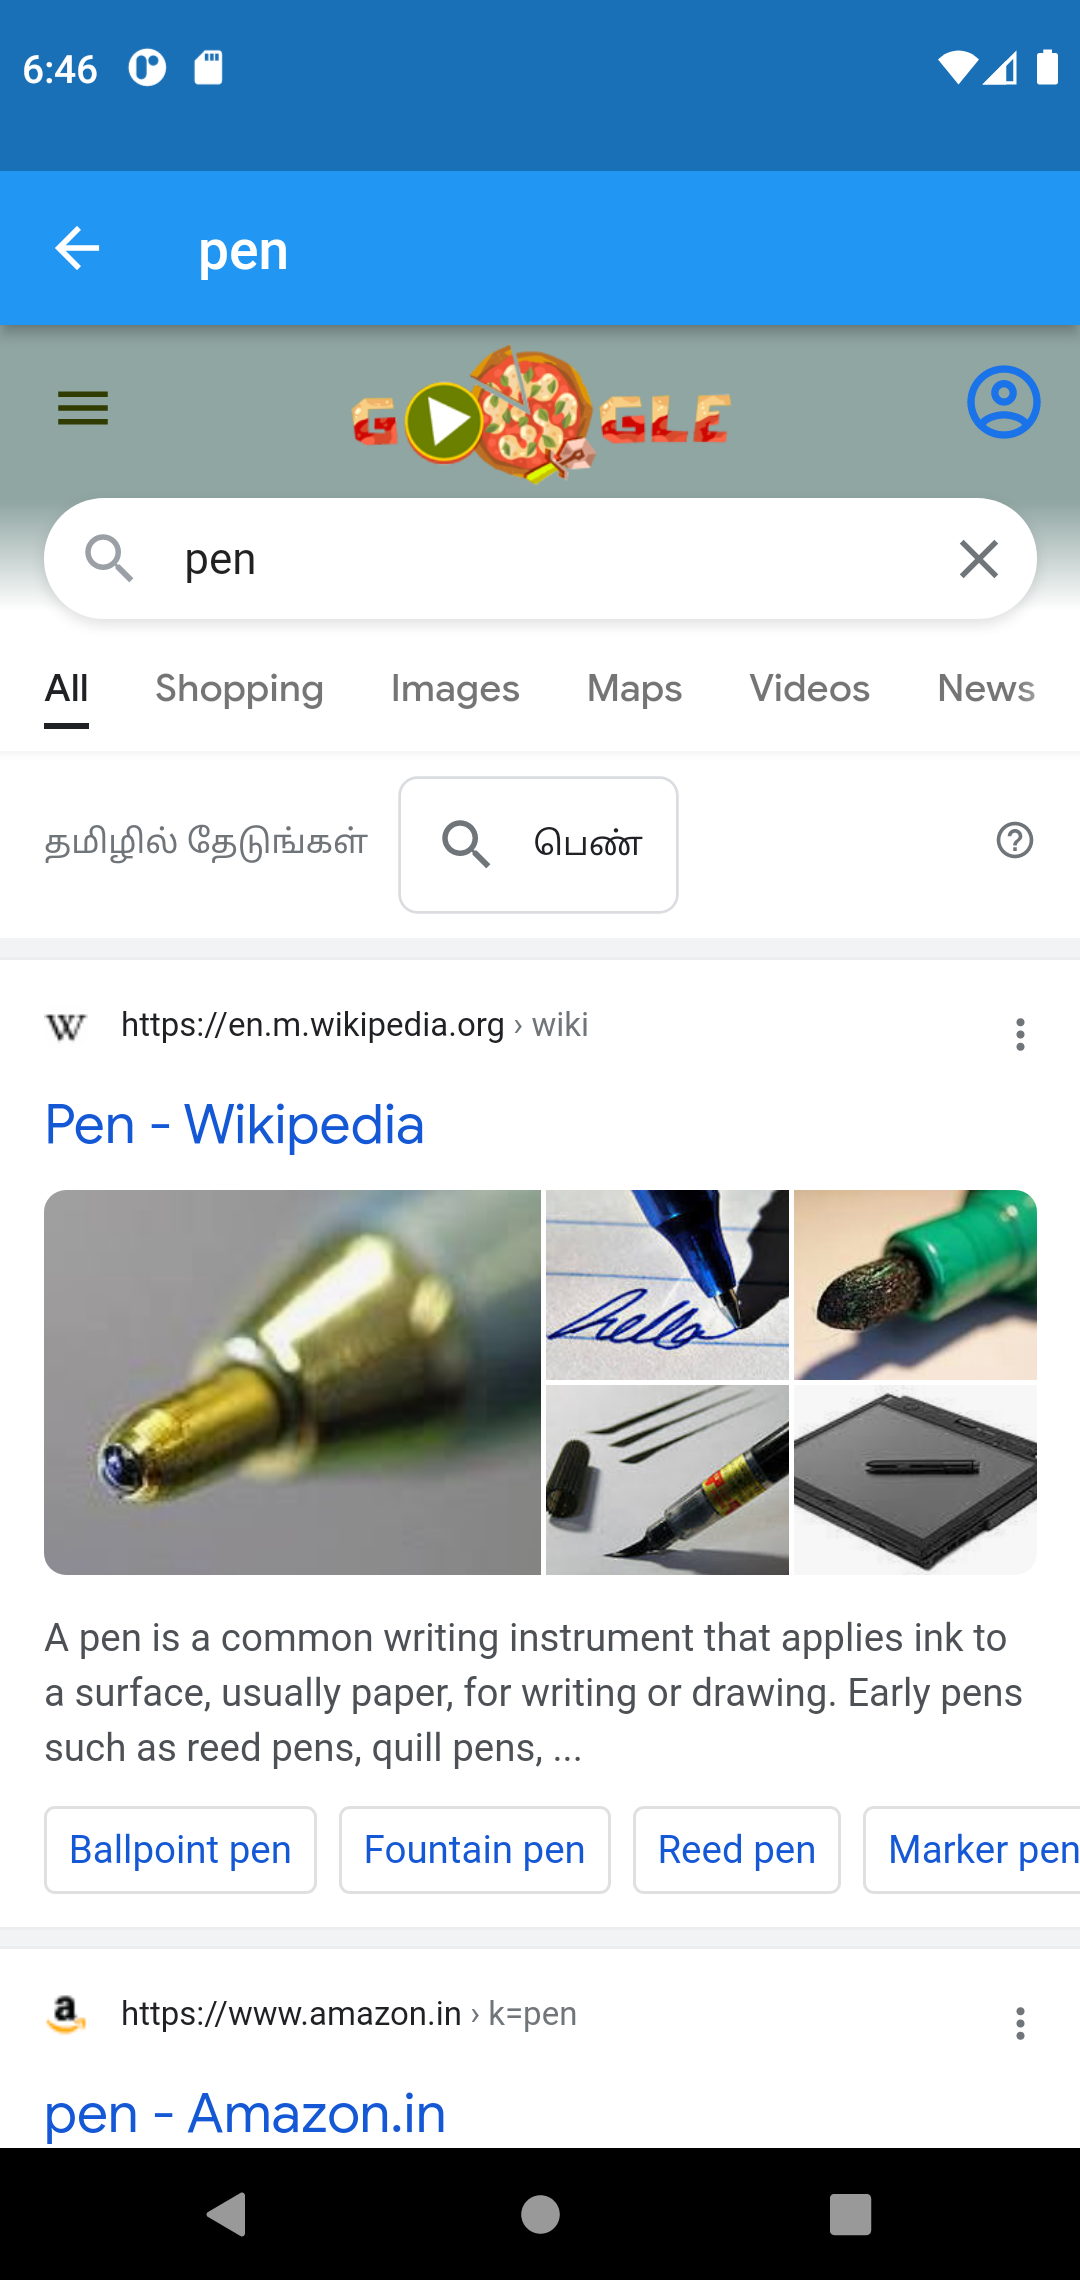 6:46
pen
GOOGLE
pen
All Shopping Images Maps Videos News
தமிழில் தேடுங்கள் பெண்
https://en.m.wikipedia.org › wiki
Pen - Wikipedia
hello
A pen is a common writing instrument that applies ink to
a surface, usually paper, for writing or drawing. Early pens
such as reed pens, quill pens, ...
Ballpoint pen Fountain pen Reed pen Marker pen
https://www.amazon.in › k=pen
pen - Amazon.in